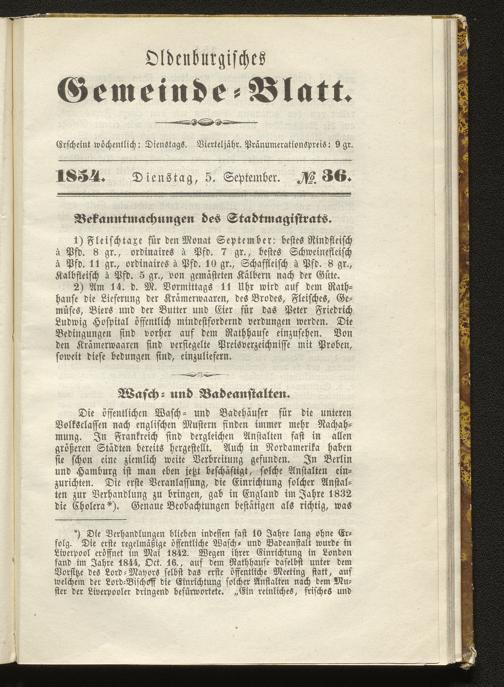 Oldenburgisches
Gemeinde-Blatt.
Erscheint wöchentlich: Dienstags. Vierteljähr. Pränumerationspreis: 9 gr.
1854. Dienstag, 5. September. № 36.
Bekanntmachungen des Stadtmagistrats.
1) Fleischtaxe für den Monat September: bestes Rindfleisch
à Pfd. 8 gr., ordinaires à Pfd. 7 gr., bestes Schweinefleisch
à Pfd. 11 gr., ordinaires à Pfd. 10 gr., Schaffleisch à Pfd. 8 gr.,
Kalbfleisch à Pfd. 5 gr., von gemästeten Kälbern nach der Güte.
2) Am 14. d. M. Vormittags 11 Uhr wird auf dem Rath-
hause die Lieferung der Krämerwaaren, des Brodes, Fleisches, Ge-
müses, Biers und der Butter und Eier für das Peter Friedrich
Ludwig Hospital öffentlich mindestfordernd verdungen werden. Die
Bedingungen sind vorher auf dem Rathhause einzusehen. Von
den Krämerwaaren sind versiegelte Preisverzeichnisse mit Proben,
soweit diese bedungen sind, einzuliefern.
Wasch- und Badeanstalten.
Die öffentlichen Wasch- und Badehäuser für die unteren
Volksclassen nach englischen Mustern finden immer mehr Nachah-
mung. In Frankreich sind dergleichen Anstalten fast in allen
größeren Städten bereits hergestellt. Auch in Nordamerika haben
sie schon eine ziemlich weite Verbreitung gefunden. In Berlin
und Hamburg ist man eben jetzt beschäftigt, solche Anstalten ein-
zurichten. Die erste Veranlassung, die Einrichtung solcher Anstal-
ten zur Verhandlung zu bringen, gab in England im Jahre 1832
die Cholera*). Genaue Beobachtungen bestätigen als richtig, was
*) Die Verhandlungen blieben indessen fast 10 Jahre lang ohne Er-
folg. Die erste regelmäßige öffentliche Wasch- und Badeanstalt wurde in
Liverpool eröffnet im Mai 1842. Wegen ihrer Einrichtung in London
fand im Jahre 1844, Oct. 16., auf dem Rathhause daselbst unter dem
Vorsitze des Lord-Mayors selbst das erste öffentliche Meeting statt, auf
welchem der Lord-Bischoff die Einrichtung solcher Anstalten nach dem Mu-
ster der Liverpooler dringend befürwortete. „Ein reinliches, frisches und